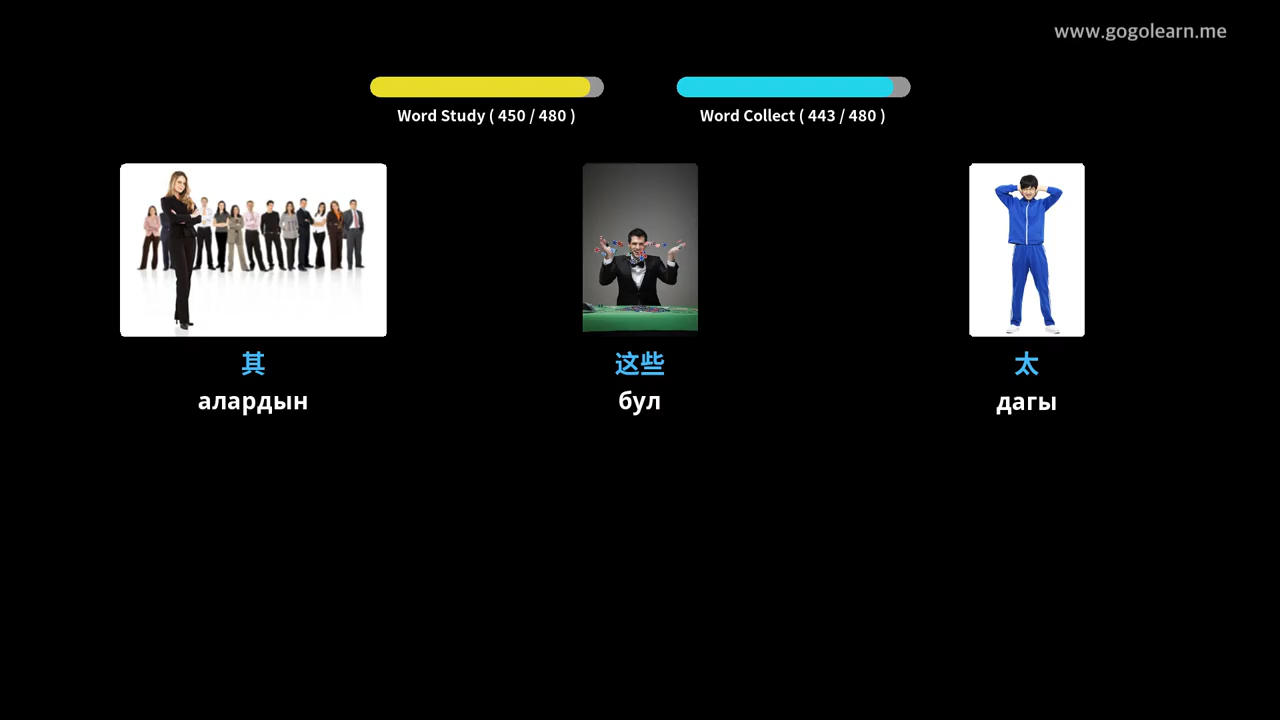 www.gogolearn.me
Word Study ( 450 / 480 )
Word Collect ( 443 / 480 )
其
这些
太
алардын
бул
дагы